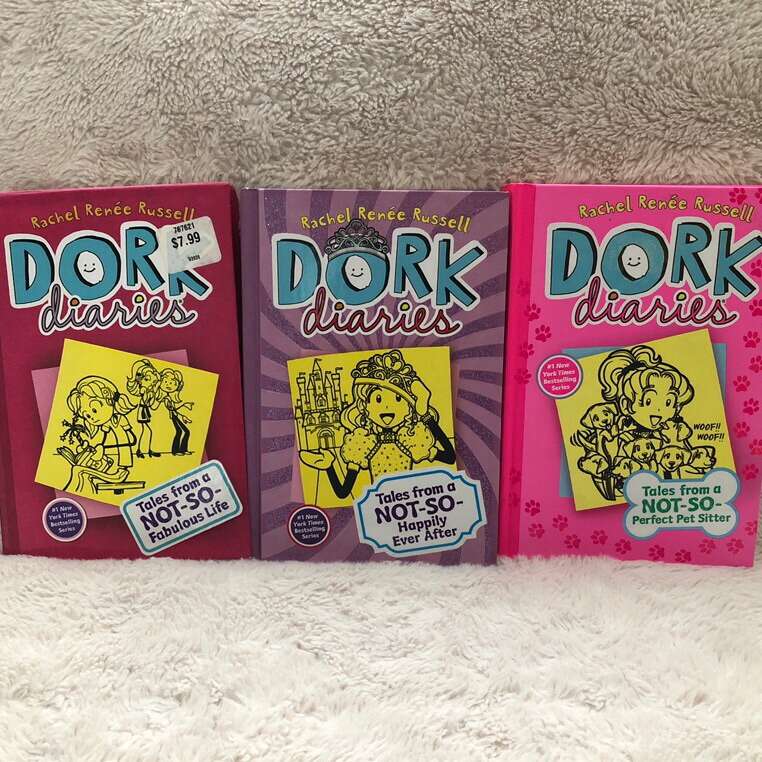 Rachel Renée Russell
DORK
diaries
787621
$7.99
#1 New
York Times
Bestselling
Series
Tales from a
NOT-SO-
Fabulous Life
Rachel Renée Russell
DORK
diaries
#1 New
York Times
Bestselling
Series
Tales from a
NOT-SO-
Happily
Ever After
Rachel Renée Russell
DORK
diaries
#1 New
York Times
Bestselling
Series
WOOF!!
WOOF!!
Tales from a
NOT-SO-
Perfect Pet Sitter